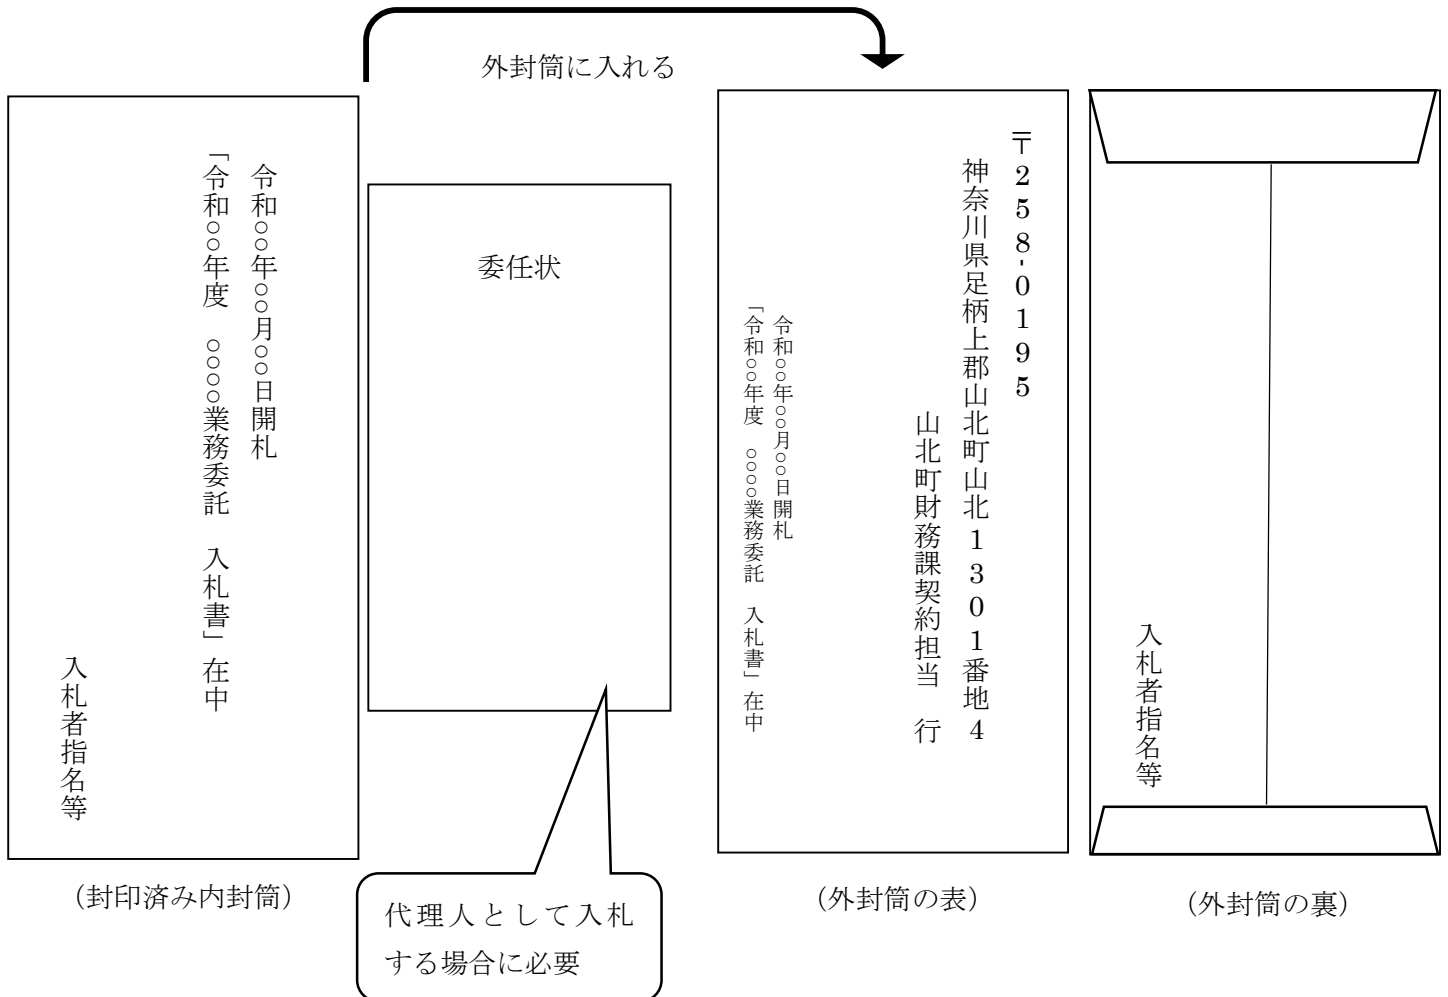 外封筒に入れる
令和○○年○○月○○日開札
「令和○○年度　○○○○業務委託　入札書」在中
入札者指名等
（封印済み内封筒）
委任状
代理人として入札
する場合に必要
〒258-0195
神奈川県足柄上郡山北町山北1301番地4
山北町財務課契約担当　行
令和○○年○○月○○日開札
「令和○○年度　○○○○業務委託　入札書」在中
（外封筒の表）
入札者指名等
（外封筒の裏）